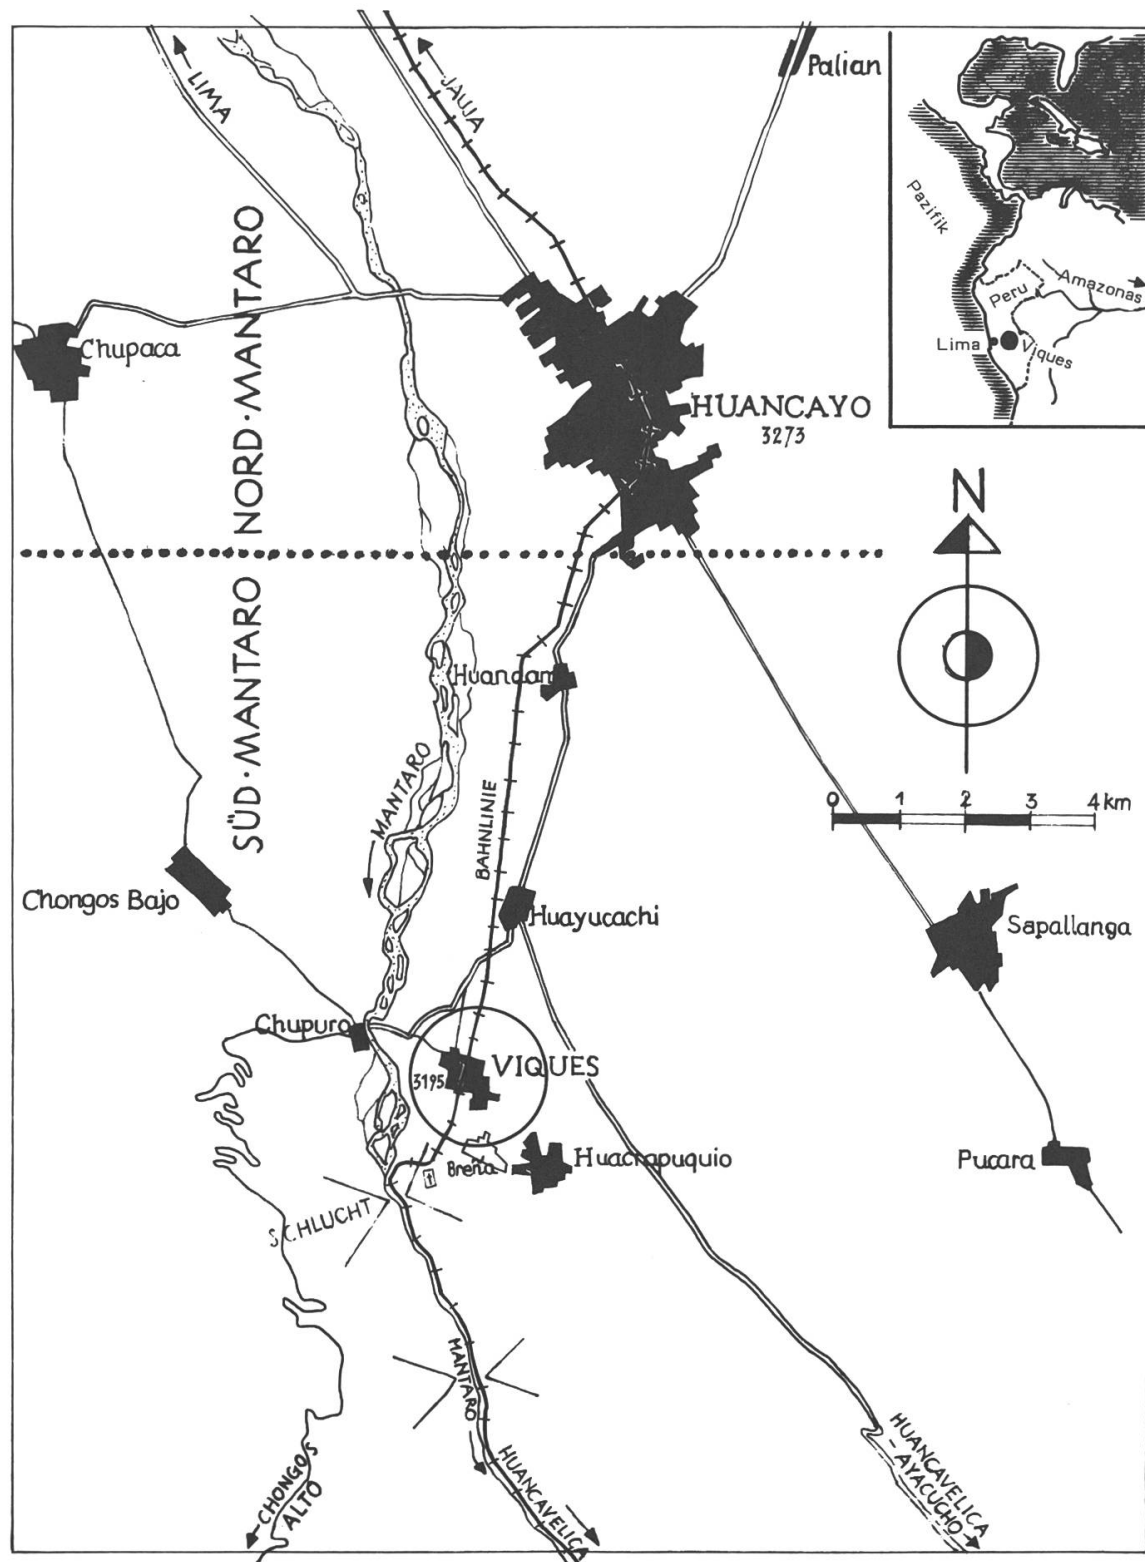 LIMA
JAUJA
Palian
Pazifik
Amazonas
Peru
Lima
Viques
NORD·MANTARO
Chupaca
HUANCAYO
3273
N
SÜD·MANTARO
MANTARO
BAHNLINIE
0 1 2 3 4 km
Chongos Bajo
Huayucachi
Sapallanga
Chupuro
VIQUES
3195
Breña
Huacrapuquio
Pucara
SCHLUCHT
MANTARO
CHONGOS
ALTO
HUANCAVELICA
HUANCAVELICA
- AYACUCHO